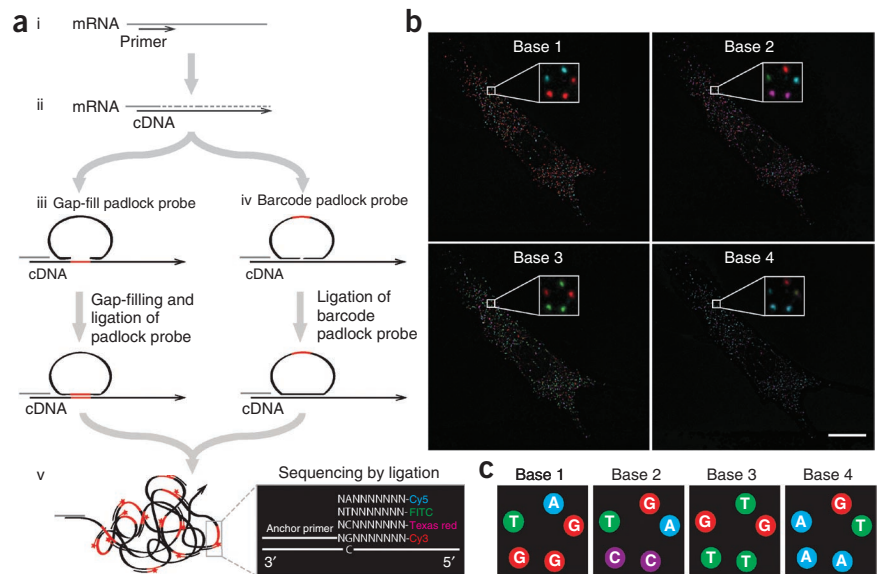 a
i
mRNA
Primer
ii
mRNA
cDNA
iii Gap-fill padlock probe
iv Barcode padlock probe
cDNA
cDNA
Gap-filling and
ligation of
padlock probe
Ligation of
barcode
padlock probe
cDNA
cDNA
v
Sequencing by ligation
NANNNNNNN-Cy5
NTNNNNNNN-FITC
NCNNNNNNN-Texas red
Anchor primer
NGNNNNNNN-Cy3
C
3′ 5′
b
Base 1
Base 2
Base 3
Base 4
c
Base 1 Base 2 Base 3 Base 4
A
T G
G G
G
T A
C C
T
G G
T T
G
A T
A A